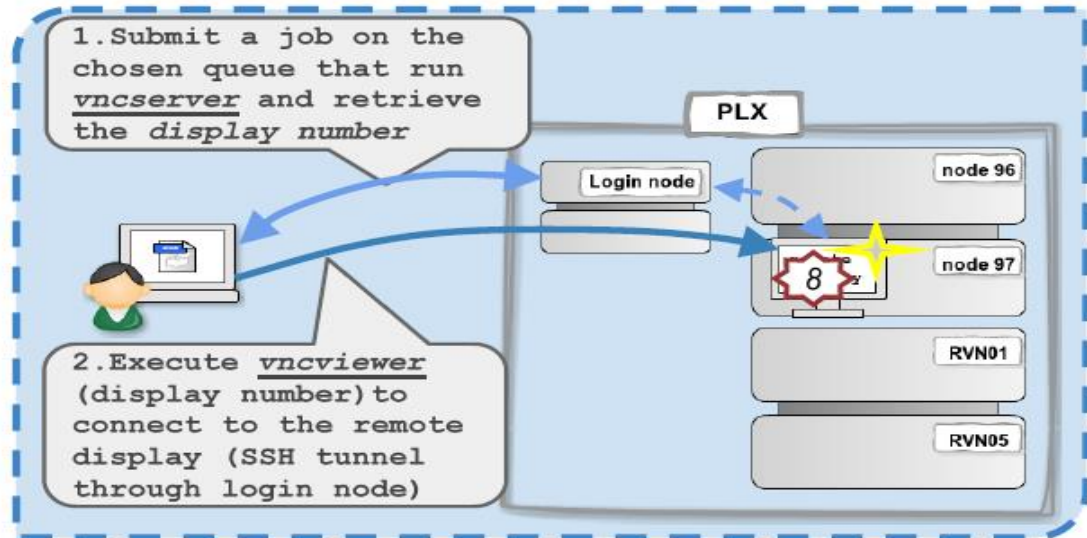 1.Submit a job on the
chosen queue that run
vncserver and retrieve
the display number
PLX
Login node
node 96
node 97
8
RVN01
RVN05
2.Execute vncviewer
(display number)to
connect to the remote
display (SSH tunnel
through login node)